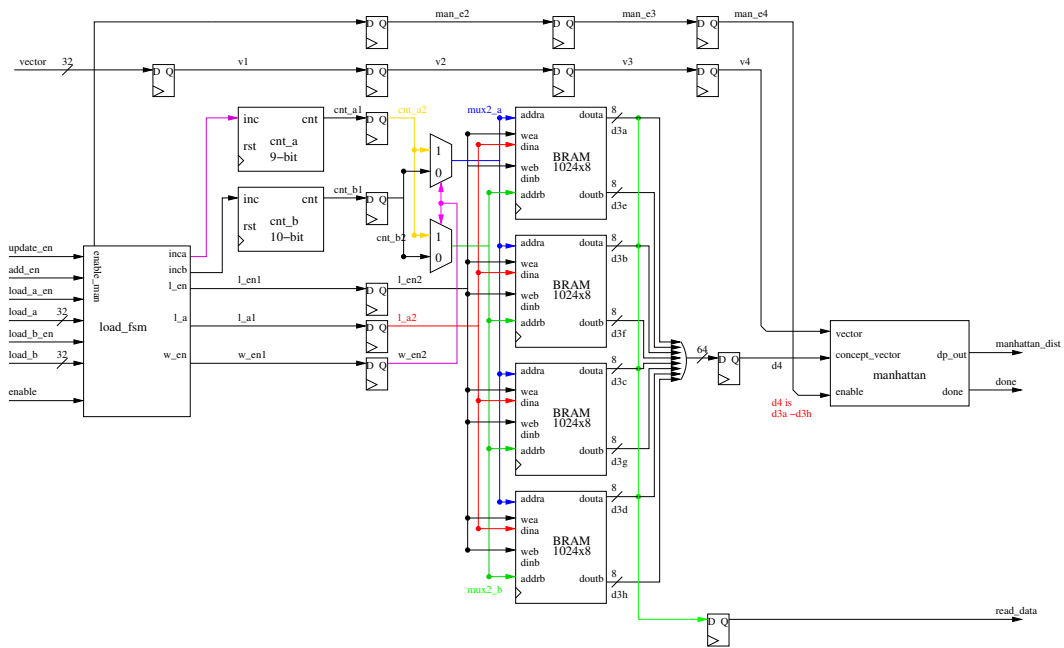 man_e2
man_e3
man_e4
D Q
D Q
D Q
vector
32
v1
v2
v3
v4
D Q
D Q
D Q
D Q
inc
cnt
cnt_a
9-bit
rst
cnt_a1
D Q
cnt_a2
mux2_a
inc
cnt
cnt_b
10-bit
rst
cnt_b1
D Q
cnt_b2
1
0
1
0
addra
douta
wea
dina
BRAM
1024x8
web
dinb
addrb
doutb
8
d3a
8
d3e
addra
douta
wea
dina
BRAM
1024x8
web
dinb
addrb
doutb
8
d3b
8
d3f
addra
douta
wea
dina
BRAM
1024x8
web
dinb
addrb
doutb
8
d3c
8
d3g
addra
douta
wea
dina
BRAM
1024x8
web
dinb
addrb
doutb
8
d3d
8
d3h
mux2_b
update_en
add_en
load_a_en
load_a
32
load_b_en
load_b
32
enable
enable_man
load_fsm
inca
incb
l_en
l_a
w_en
l_en1
D Q
l_en2
l_a1
D Q
l_a2
w_en1
D Q
w_en2
64
D Q
d4
d4 is
d3a -d3h
vector
concept_vector
manhattan
enable
dp_out
done
manhattan_dist
done
D Q
read_data